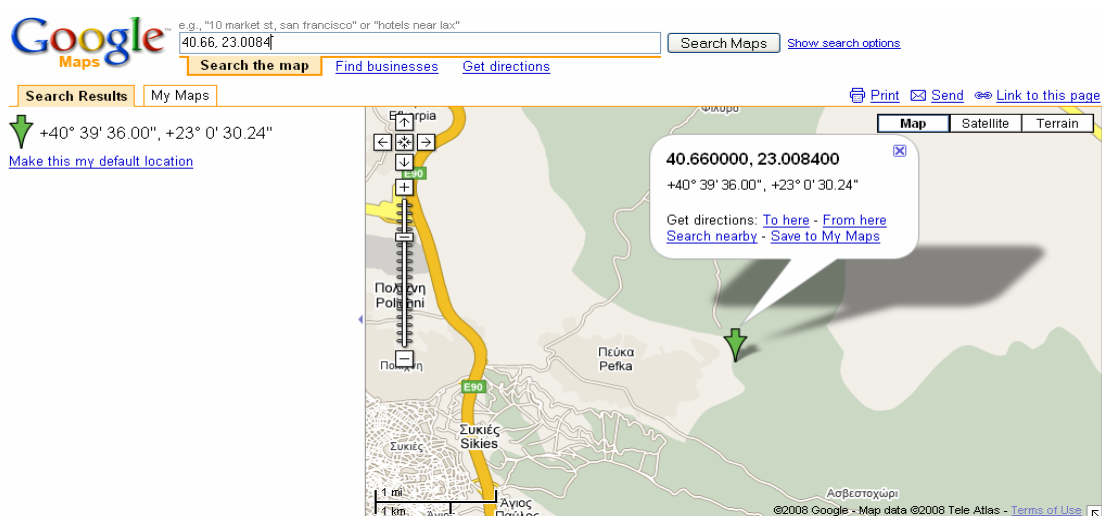 Google
Maps
e.g., "10 market st, san francisco" or "hotels near lax"
40.66, 23.0084
Search Maps
Show search options
Search the map
Find businesses
Get directions
Search Results
My Maps
Print
Send
Link to this page
+40° 39' 36.00", +23° 0' 30.24"
Make this my default location
Map
Satellite
Terrain
40.660000, 23.008400
+40° 39' 36.00", +23° 0' 30.24"
Get directions: To here - From here
Search nearby - Save to My Maps
E90
Πεύκα
Pefka
E90
Συκιές
Sikies
Συκιές
Ασβεστοχώρι
1 mi
1 km
Άγιος
©2008 Google - Map data ©2008 Tele Atlas - Terms of Use